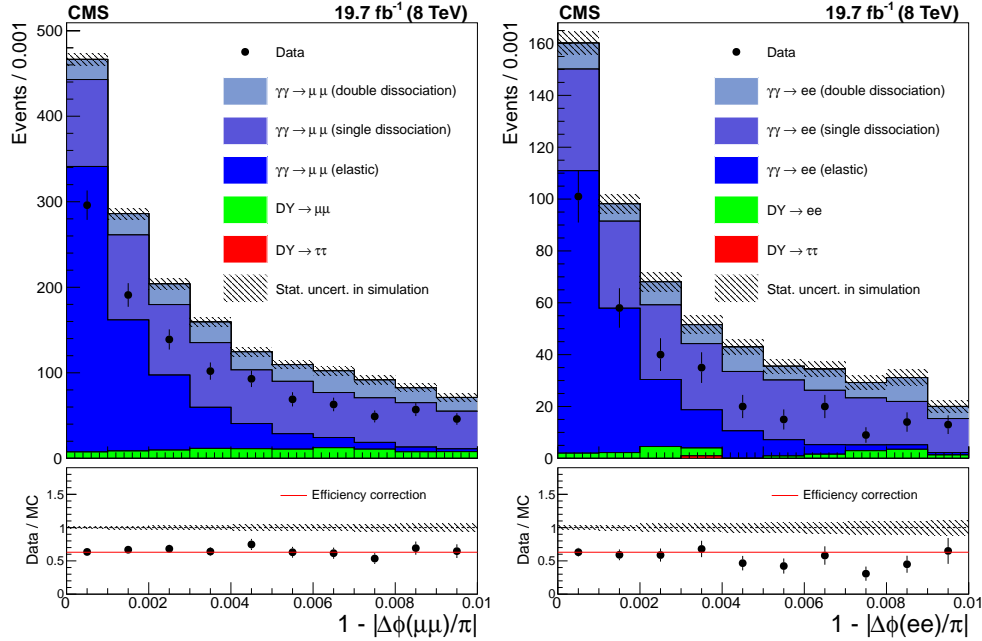 CMS 19.7 fb⁻¹ (8 TeV)
Events / 0.001
500
400
300
200
100
0
Data
γγ→μμ (double dissociation)
γγ→μμ (single dissociation)
γγ→μμ (elastic)
DY→μμ
DY→ττ
Stat. uncert. in simulation
Data / MC
1.5
1
0.5
0
Efficiency correction
0 0.002 0.004 0.006 0.008 0.01
1 - |Δϕ(μμ)/π|
CMS 19.7 fb⁻¹ (8 TeV)
Events / 0.001
160
140
120
100
80
60
40
20
0
Data
γγ→ee (double dissociation)
γγ→ee (single dissociation)
γγ→ee (elastic)
DY→ee
DY→ττ
Stat. uncert. in simulation
Data / MC
1.5
1
0.5
0
Efficiency correction
0 0.002 0.004 0.006 0.008 0.01
1 - |Δϕ(ee)/π|